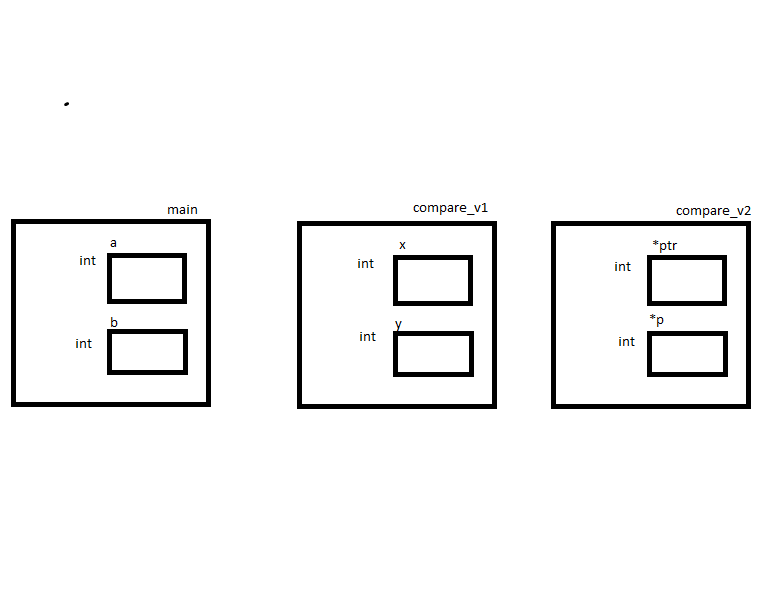 main
a
int
b
int
compare_v1
x
int
y
int
compare_v2
*ptr
int
*p
int